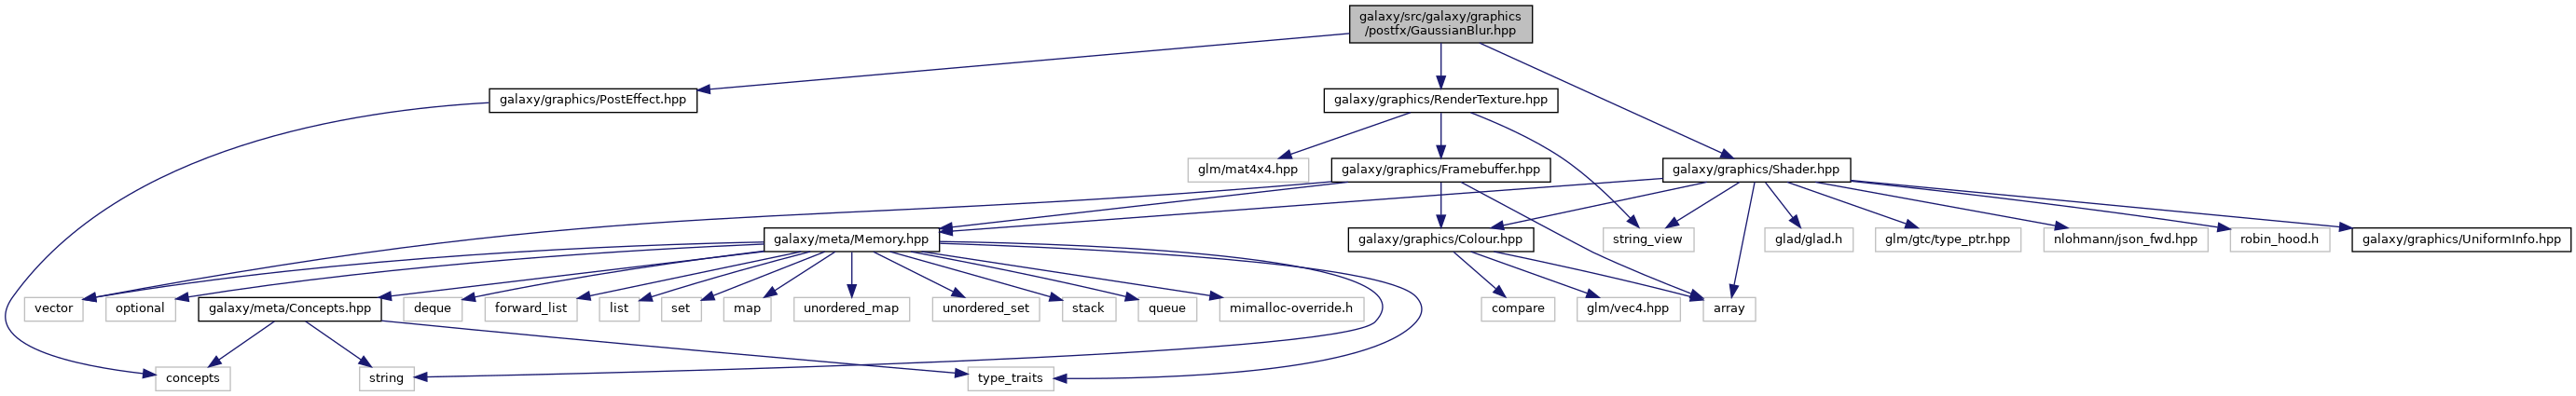 galaxy/src/galaxy/graphics
/postfx/GaussianBlur.hpp
galaxy/graphics/PostEffect.hpp
galaxy/graphics/RenderTexture.hpp
glm/mat4x4.hpp
galaxy/graphics/Framebuffer.hpp
galaxy/graphics/Shader.hpp
galaxy/meta/Memory.hpp
galaxy/graphics/Colour.hpp
string_view
glad/glad.h
glm/gtc/type_ptr.hpp
nlohmann/json_fwd.hpp
robin_hood.h
galaxy/graphics/UniformInfo.hpp
vector
optional
galaxy/meta/Concepts.hpp
deque
forward_list
list
set
map
unordered_map
unordered_set
stack
queue
mimalloc-override.h
compare
glm/vec4.hpp
array
concepts
string
type_traits